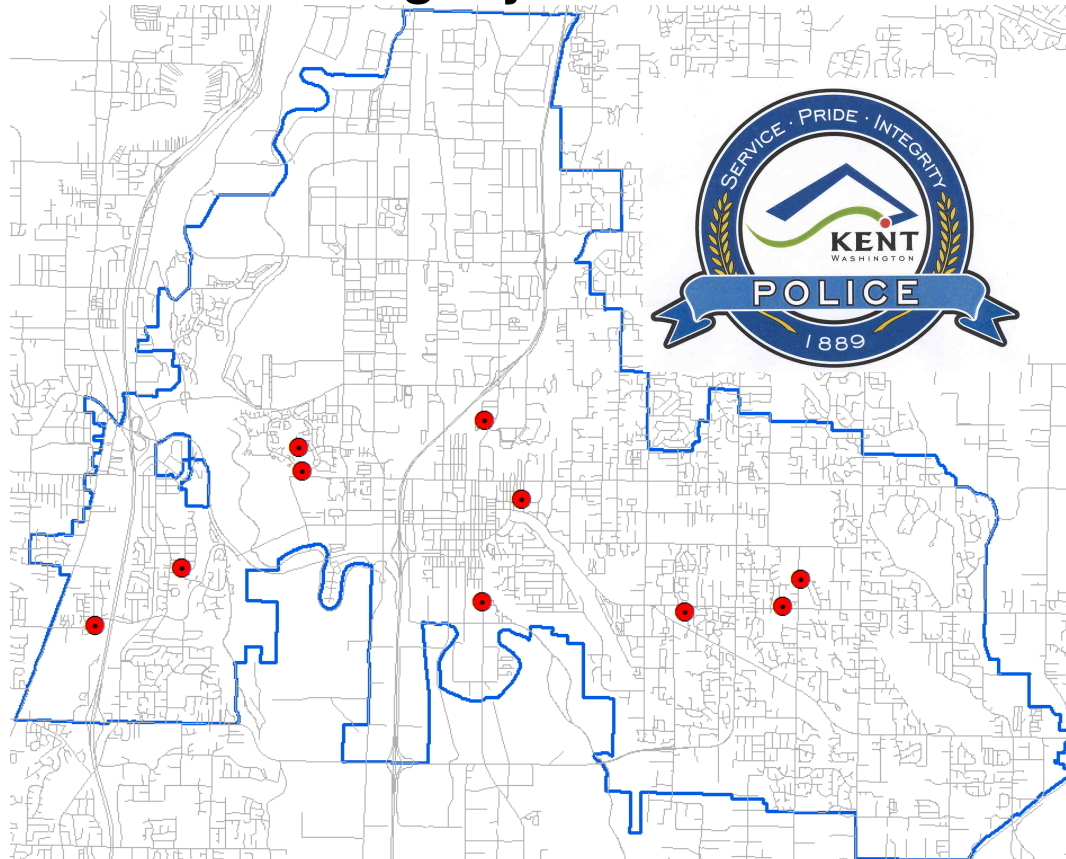 SERVICE · PRIDE · INTEGRITY
KENT
WASHINGTON
POLICE
1889